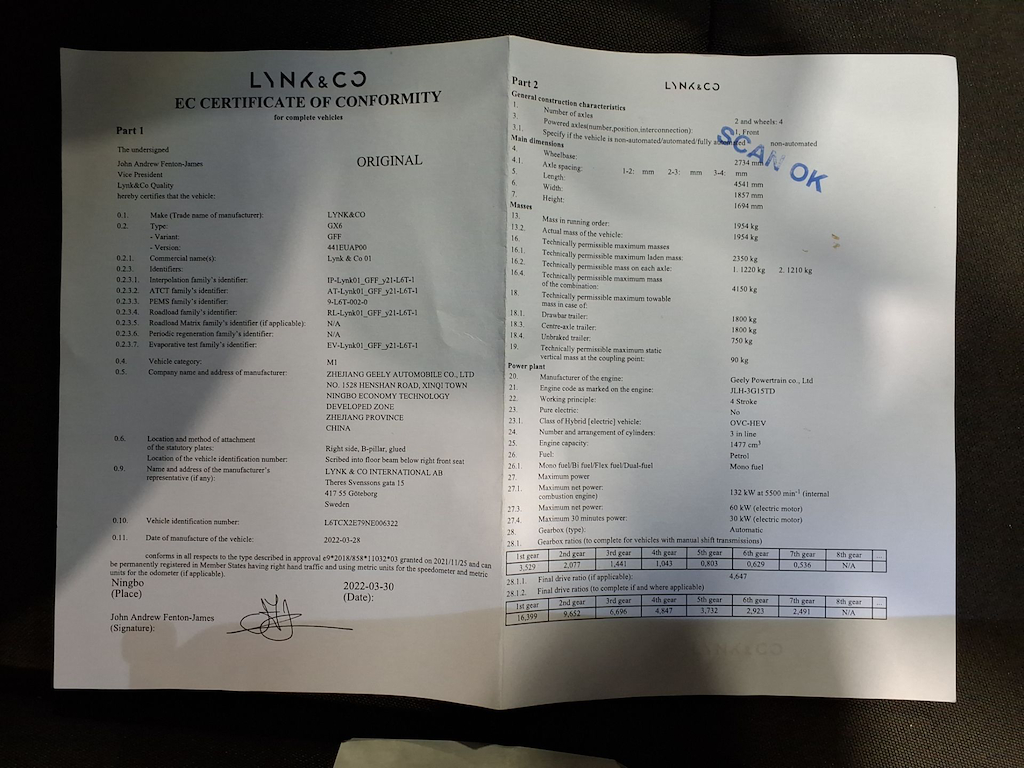 LYNK&CO
EC CERTIFICATE OF CONFORMITY
for complete vehicles
Part 1
The undersigned
John Andrew Fenton-James
Vice President
Lynk&Co Quality
ORIGINAL
hereby certifies that the vehicle:
0.1. Make (Trade name of manufacturer): LYNK&CO
0.2. Type: GX6
- Variant: GFF
- Version: 441EUAP00
0.2.1. Commercial name(s): Lynk & Co 01
0.2.3. Identifiers:
0.2.3.1. Interpolation family's identifier: IP-Lynk01_GFF_y21-L6T-1
0.2.3.2. ATCT family's identifier: AT-Lynk01_GFF_y21-L6T-1
0.2.3.3. PEMS family's identifier: 9-L6T-002-0
0.2.3.4. Roadload family's identifier: RL-Lynk01_GFF_y21-L6T-1
0.2.3.5. Roadload Matrix family's identifier (if applicable): N/A
0.2.3.6. Periodic regeneration family's identifier: N/A
0.2.3.7. Evaporative test family's identifier: EV-Lynk01_GFF_y21-L6T-1
0.4. Vehicle category: M1
0.5. Company name and address of manufacturer: ZHEJIANG GEELY AUTOMOBILE CO., LTD
NO. 1528 HENSHAN ROAD, XINQI TOWN
NINGBO ECONOMY TECHNOLOGY
DEVELOPED ZONE
ZHEJIANG PROVINCE
CHINA
0.6. Location and method of attachment
of the statutory plates: Right side, B-pillar, glued
Location of the vehicle identification number: Scribed into floor beam below right front seat
0.9. Name and address of the manufacturer's LYNK & CO INTERNATIONAL AB
representative (if any): Theres Svenssons gata 15
417 55 Göteborg
Sweden
0.10. Vehicle identification number: L6TCX2E79NE006322
0.11. Date of manufacture of the vehicle: 2022-03-28
conforms in all respects to the type described in approval e9*2018/858*11032*03 granted on 2021/11/25 and can
be permanently registered in Member States having right hand traffic and using metric units for the speedometer and metric
units for the odometer (if applicable).
Ningbo 2022-03-30
(Place) (Date):
John Andrew Fenton-James
(Signature):
Part 2
LYNK&CO
General construction characteristics
1. Number of axles 2 and wheels: 4
3. Powered axles(number,position,interconnection): 1, Front
3.1. Specify if the vehicle is non-automated/automated/fully automated non-automated
SCAN OK
Main dimensions
4. Wheelbase: 2734 mm
4.1. Axle spacing: 1-2: mm 2-3: mm 3-4: mm
5. Length: 4541 mm
6. Width: 1857 mm
7. Height: 1694 mm
Masses
13. Mass in running order: 1954 kg
13.2. Actual mass of the vehicle: 1954 kg
16. Technically permissible maximum masses
16.1. Technically permissible maximum laden mass: 2350 kg
16.2. Technically permissible mass on each axle: 1. 1220 kg 2. 1210 kg
16.4. Technically permissible maximum mass
of the combination: 4150 kg
18. Technically permissible maximum towable
mass in case of:
18.1. Drawbar trailer: 1800 kg
18.3. Centre-axle trailer: 1800 kg
18.4. Unbraked trailer: 750 kg
19. Technically permissible maximum static
vertical mass at the coupling point: 90 kg
Power plant
20. Manufacturer of the engine: Geely Powertrain co., Ltd
21. Engine code as marked on the engine: JLH-3G15TD
22. Working principle: 4 Stroke
23. Pure electric: No
23.1. Class of Hybrid [electric] vehicle: OVC-HEV
24. Number and arrangement of cylinders: 3 in line
25. Engine capacity: 1477 cm³
26. Fuel: Petrol
26.1. Mono fuel/Bi fuel/Flex fuel/Dual-fuel Mono fuel
27. Maximum power
27.1. Maximum net power: 132 kW at 5500 min⁻¹ (internal
combustion engine)
27.3. Maximum net power: 60 kW (electric motor)
27.4. Maximum 30 minutes power: 30 kW (electric motor)
28. Gearbox (type): Automatic
28.1. Gearbox ratios (to complete for vehicles with manual shift transmissions)
1st gear 2nd gear 3rd gear 4th gear 5th gear 6th gear 7th gear 8th gear ...
3,529 2,077 1,441 1,043 0,803 0,629 0,536 N/A
28.1.1. Final drive ratio (if applicable): 4,647
28.1.2. Final drive ratios (to complete if and where applicable)
1st gear 2nd gear 3rd gear 4th gear 5th gear 6th gear 7th gear 8th gear ...
16,399 9,652 6,696 4,847 3,732 2,923 2,491 N/A